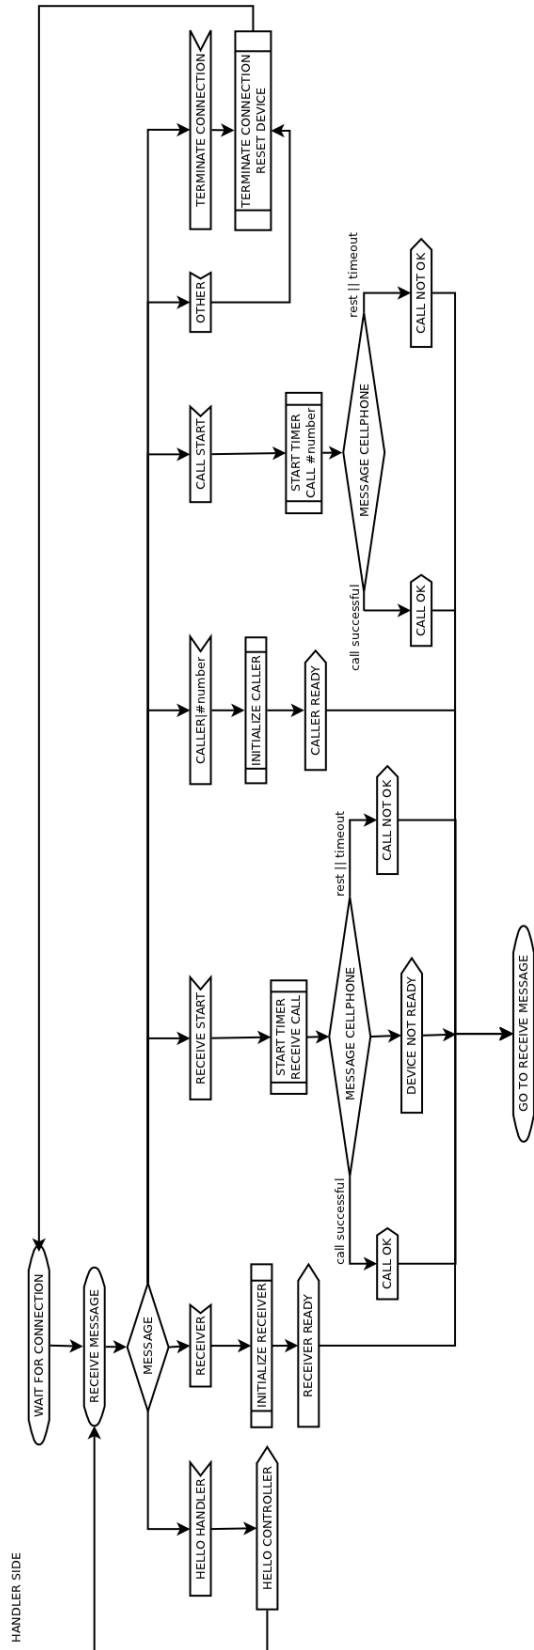 HANDLER SIDE
WAIT FOR CONNECTION
RECEIVE MESSAGE
MESSAGE
HELLO HANDLER
RECEIVER
RECEIVE START
CALLER|#number
CALL START
OTHER
TERMINATE CONNECTION
HELLO CONTROLLER
INITIALIZE RECEIVER
START TIMER
RECEIVE CALL
INITIALIZE CALLER
START TIMER
CALL #number
TERMINATE CONNECTION
RESET DEVICE
RECEIVER READY
call successful
MESSAGE CELLPHONE
rest || timeout
CALLER READY
call successful
MESSAGE CELLPHONE
rest || timeout
CALL OK
DEVICE NOT READY
CALL NOT OK
CALL OK
CALL NOT OK
GO TO RECEIVE MESSAGE